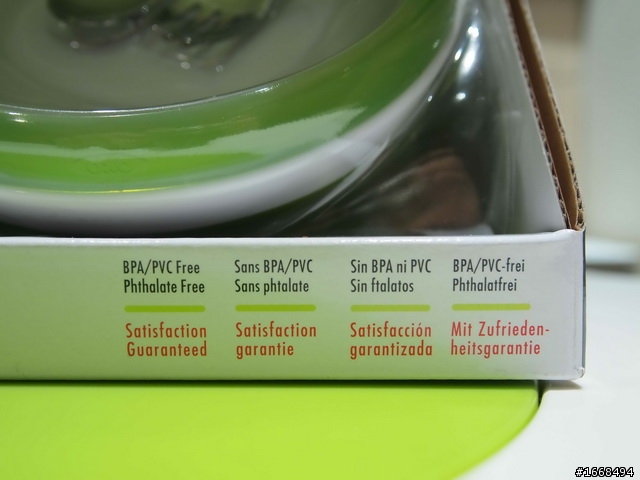 BPA/PVC Free
Phthalate Free
Satisfaction
Guaranteed
Sans BPA/PVC
Sans phtalate
Satisfaction
garantie
Sin BPA ni PVC
Sin ftalatos
Satisfacción
garantizada
BPA/PVC-frei
Phthalatfrei
Mit Zufrieden-
heitsgarantie
#1668494